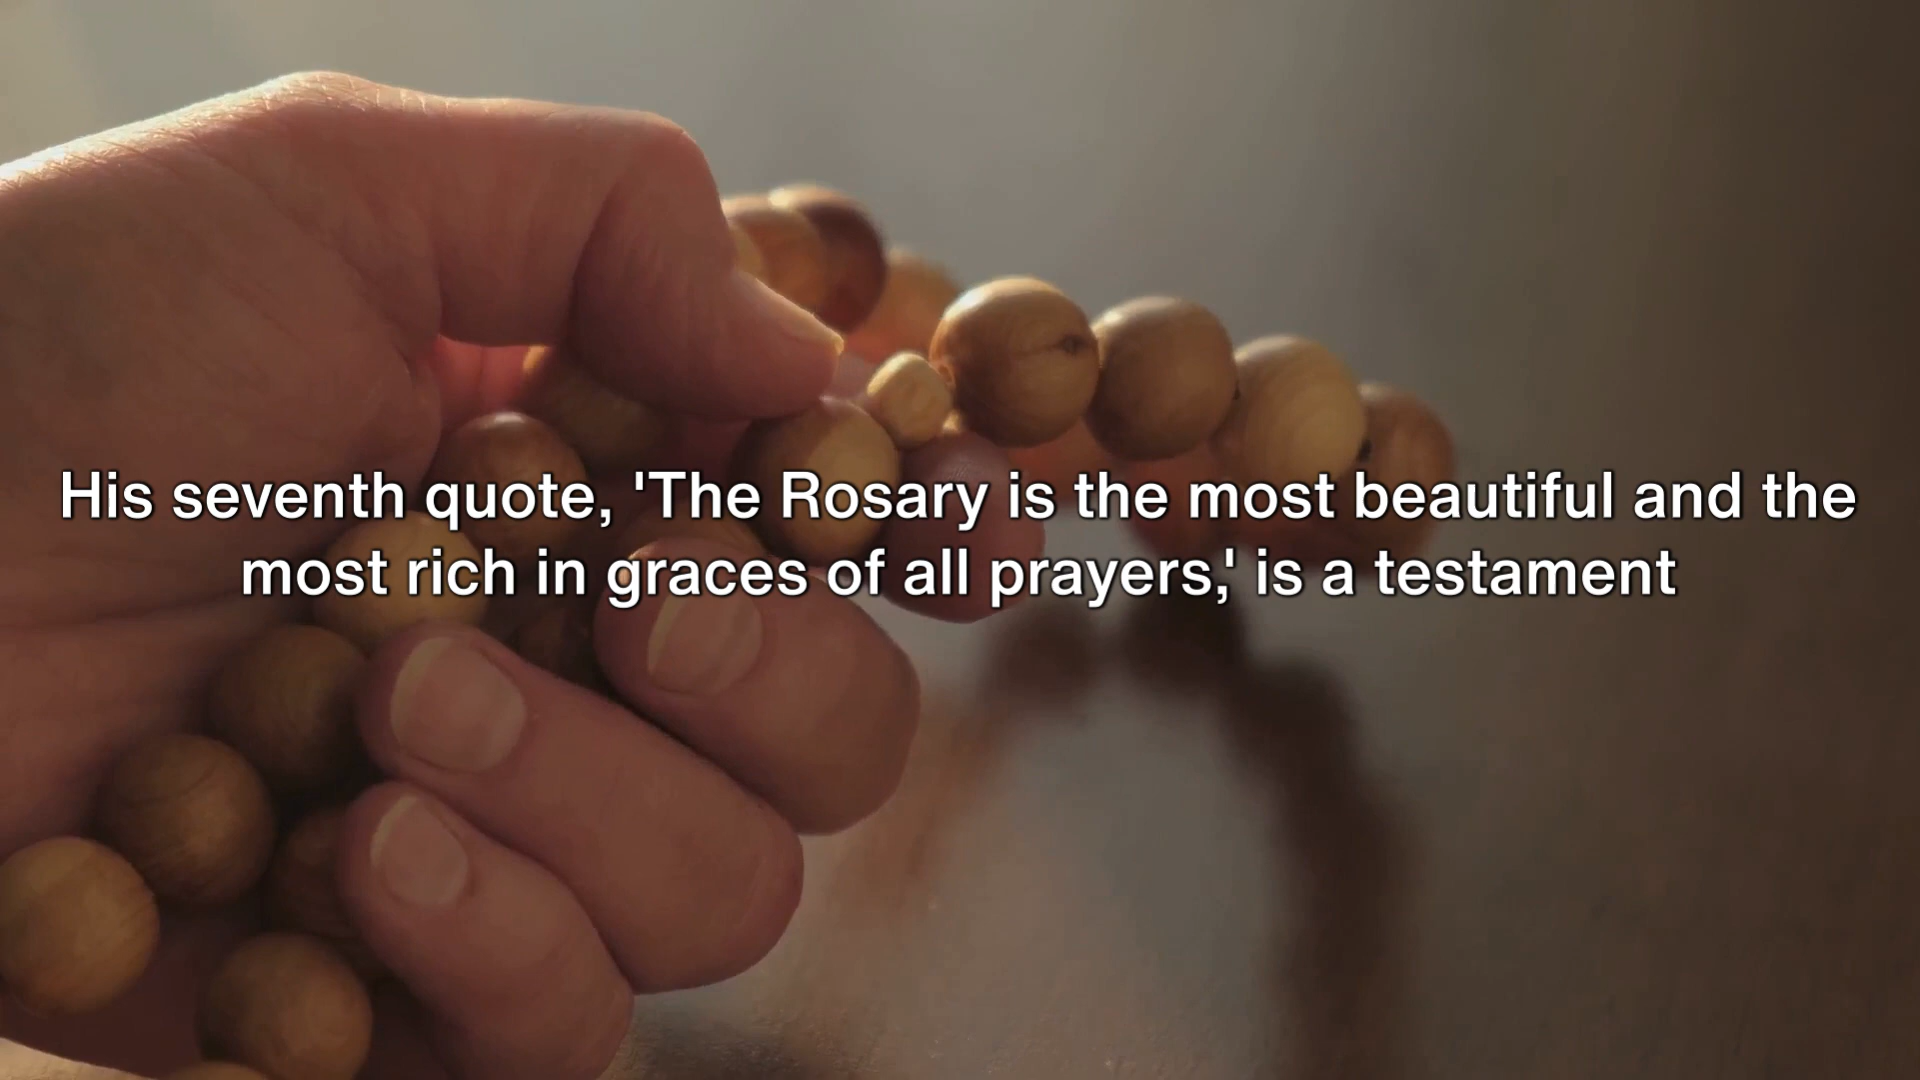 His seventh quote, 'The Rosary is the most beautiful and the
most rich in graces of all prayers,' is a testament